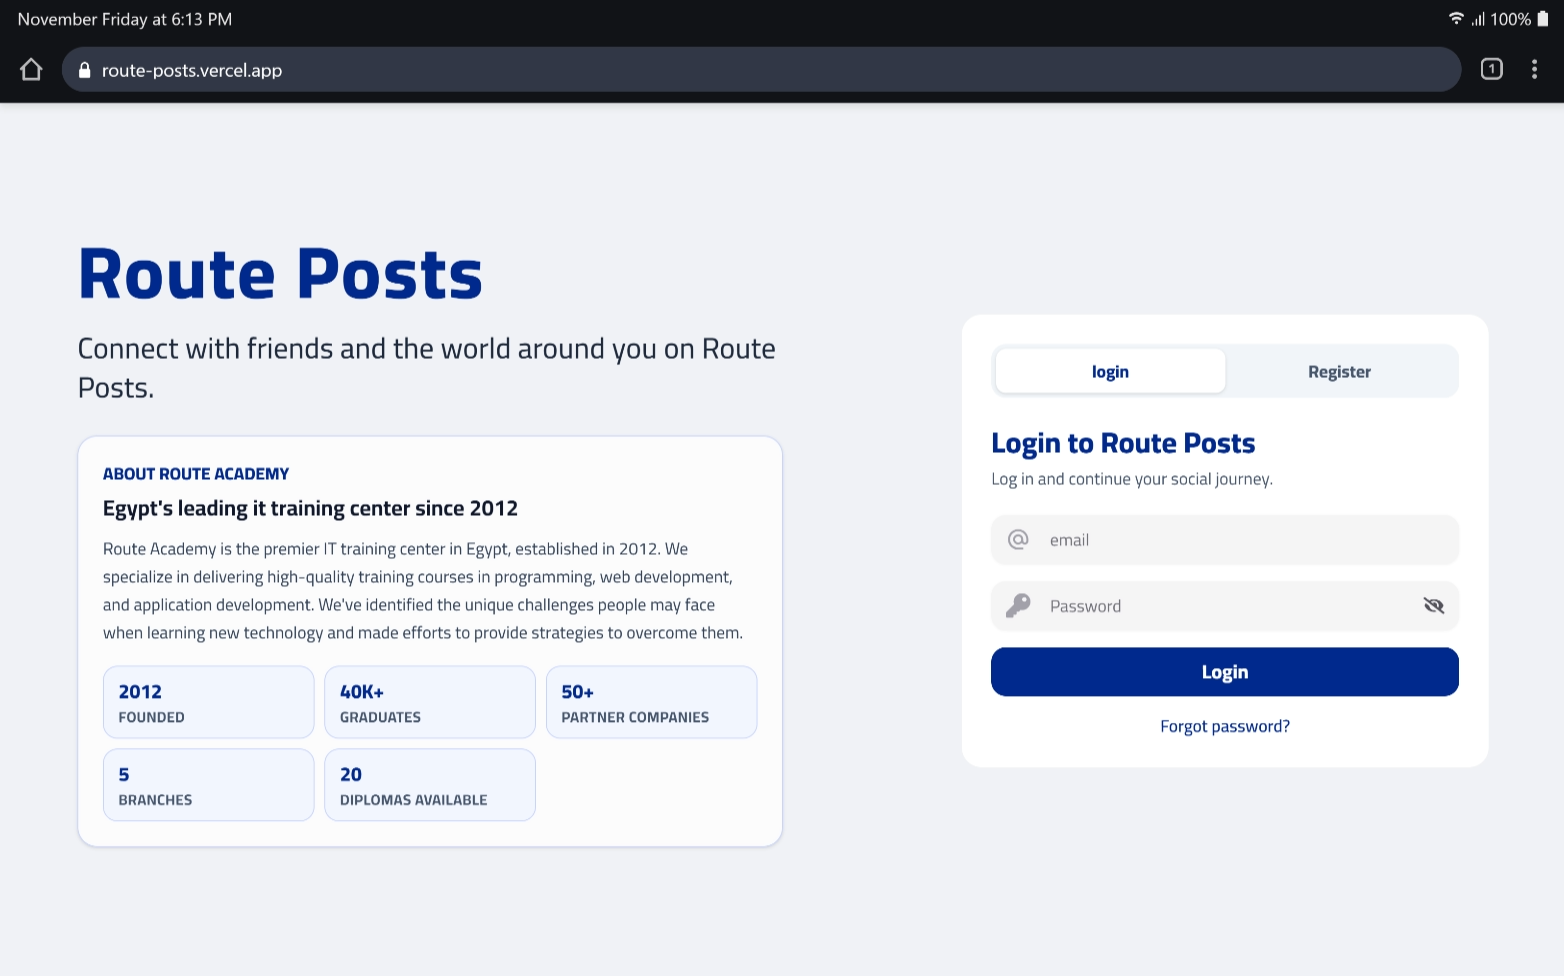 November Friday at 6:13 PM
100%
route-posts.vercel.app
1
Route Posts
Connect with friends and the world around you on Route
Posts.
ABOUT ROUTE ACADEMY
Egypt's leading it training center since 2012
Route Academy is the premier IT training center in Egypt, established in 2012. We
specialize in delivering high-quality training courses in programming, web development,
and application development. We've identified the unique challenges people may face
when learning new technology and made efforts to provide strategies to overcome them.
2012
FOUNDED
40K+
GRADUATES
50+
PARTNER COMPANIES
5
BRANCHES
20
DIPLOMAS AVAILABLE
login
Register
Login to Route Posts
Log in and continue your social journey.
email
Password
Login
Forgot password?